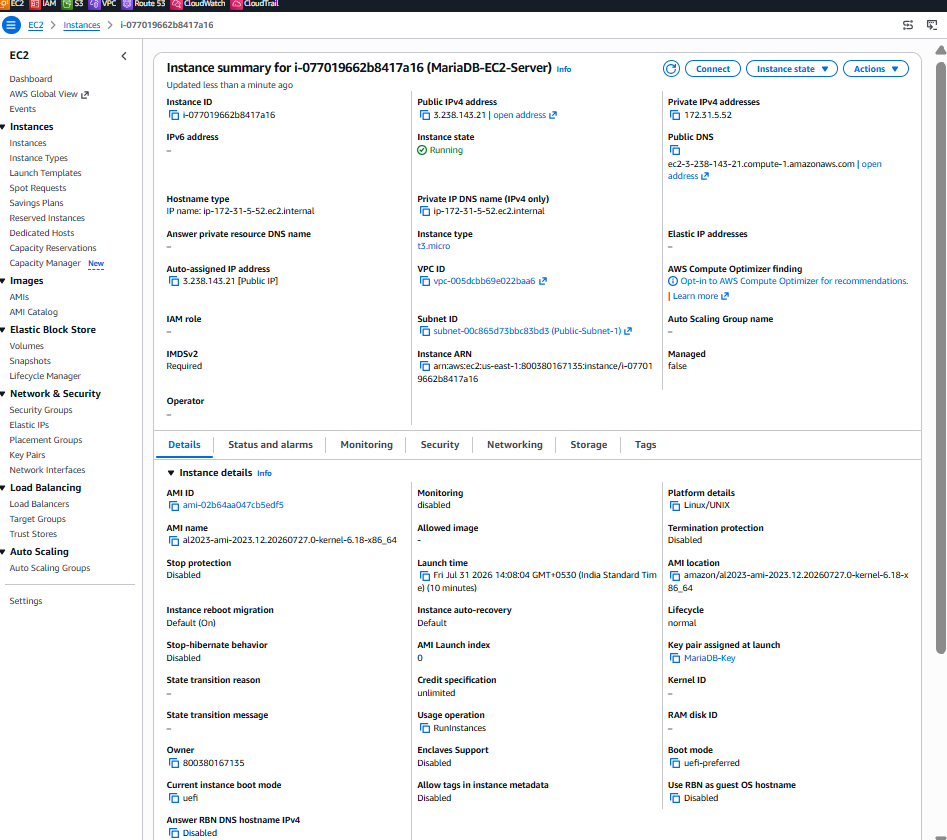 EC2 IAM S3 VPC Route 53 CloudWatch CloudTrail
EC2 > Instances > i-077019662b8417a16
EC2
Dashboard
AWS Global View
Events
Instances
Instances
Instance Types
Launch Templates
Spot Requests
Savings Plans
Reserved Instances
Dedicated Hosts
Capacity Reservations
Capacity Manager New
Images
AMIs
AMI Catalog
Elastic Block Store
Volumes
Snapshots
Lifecycle Manager
Network & Security
Security Groups
Elastic IPs
Placement Groups
Key Pairs
Network Interfaces
Load Balancing
Load Balancers
Target Groups
Trust Stores
Auto Scaling
Auto Scaling Groups
Settings
Instance summary for i-077019662b8417a16 (MariaDB-EC2-Server) Info
Connect
Instance state
Actions
Updated less than a minute ago
Instance ID
i-077019662b8417a16
Public IPv4 address
3.238.143.21 | open address
Private IPv4 addresses
172.31.5.52
IPv6 address
–
Instance state
Running
Public DNS
ec2-3-238-143-21.compute-1.amazonaws.com | open
address
Hostname type
IP name: ip-172-31-5-52.ec2.internal
Private IP DNS name (IPv4 only)
ip-172-31-5-52.ec2.internal
Answer private resource DNS name
–
Instance type
t3.micro
Elastic IP addresses
–
Auto-assigned IP address
3.238.143.21 [Public IP]
VPC ID
vpc-005dcbb69e022baa6
AWS Compute Optimizer finding
Opt-in to AWS Compute Optimizer for recommendations.
| Learn more
IAM role
–
Subnet ID
subnet-00c865d73bbc83bd3 (Public-Subnet-1)
Auto Scaling Group name
–
IMDSv2
Required
Instance ARN
arn:aws:ec2:us-east-1:800380167135:instance/i-07701
9662b8417a16
Managed
false
Operator
–
Details
Status and alarms
Monitoring
Security
Networking
Storage
Tags
Instance details Info
AMI ID
ami-02b64aa047cb5edf5
Monitoring
disabled
Platform details
Linux/UNIX
AMI name
al2023-ami-2023.12.20260727.0-kernel-6.18-x86_64
Allowed image
-
Termination protection
Disabled
Stop protection
Disabled
Launch time
Fri Jul 31 2026 14:08:04 GMT+0530 (India Standard Tim
e) (10 minutes)
AMI location
amazon/al2023-ami-2023.12.20260727.0-kernel-6.18-x
86_64
Instance reboot migration
Default (On)
Instance auto-recovery
Default
Lifecycle
normal
Stop-hibernate behavior
Disabled
AMI Launch index
0
Key pair assigned at launch
MariaDB-Key
State transition reason
–
Credit specification
unlimited
Kernel ID
–
State transition message
–
Usage operation
RunInstances
RAM disk ID
–
Owner
800380167135
Enclaves Support
Disabled
Boot mode
uefi-preferred
Current instance boot mode
uefi
Allow tags in instance metadata
Disabled
Use RBN as guest OS hostname
Disabled
Answer RBN DNS hostname IPv4
Disabled